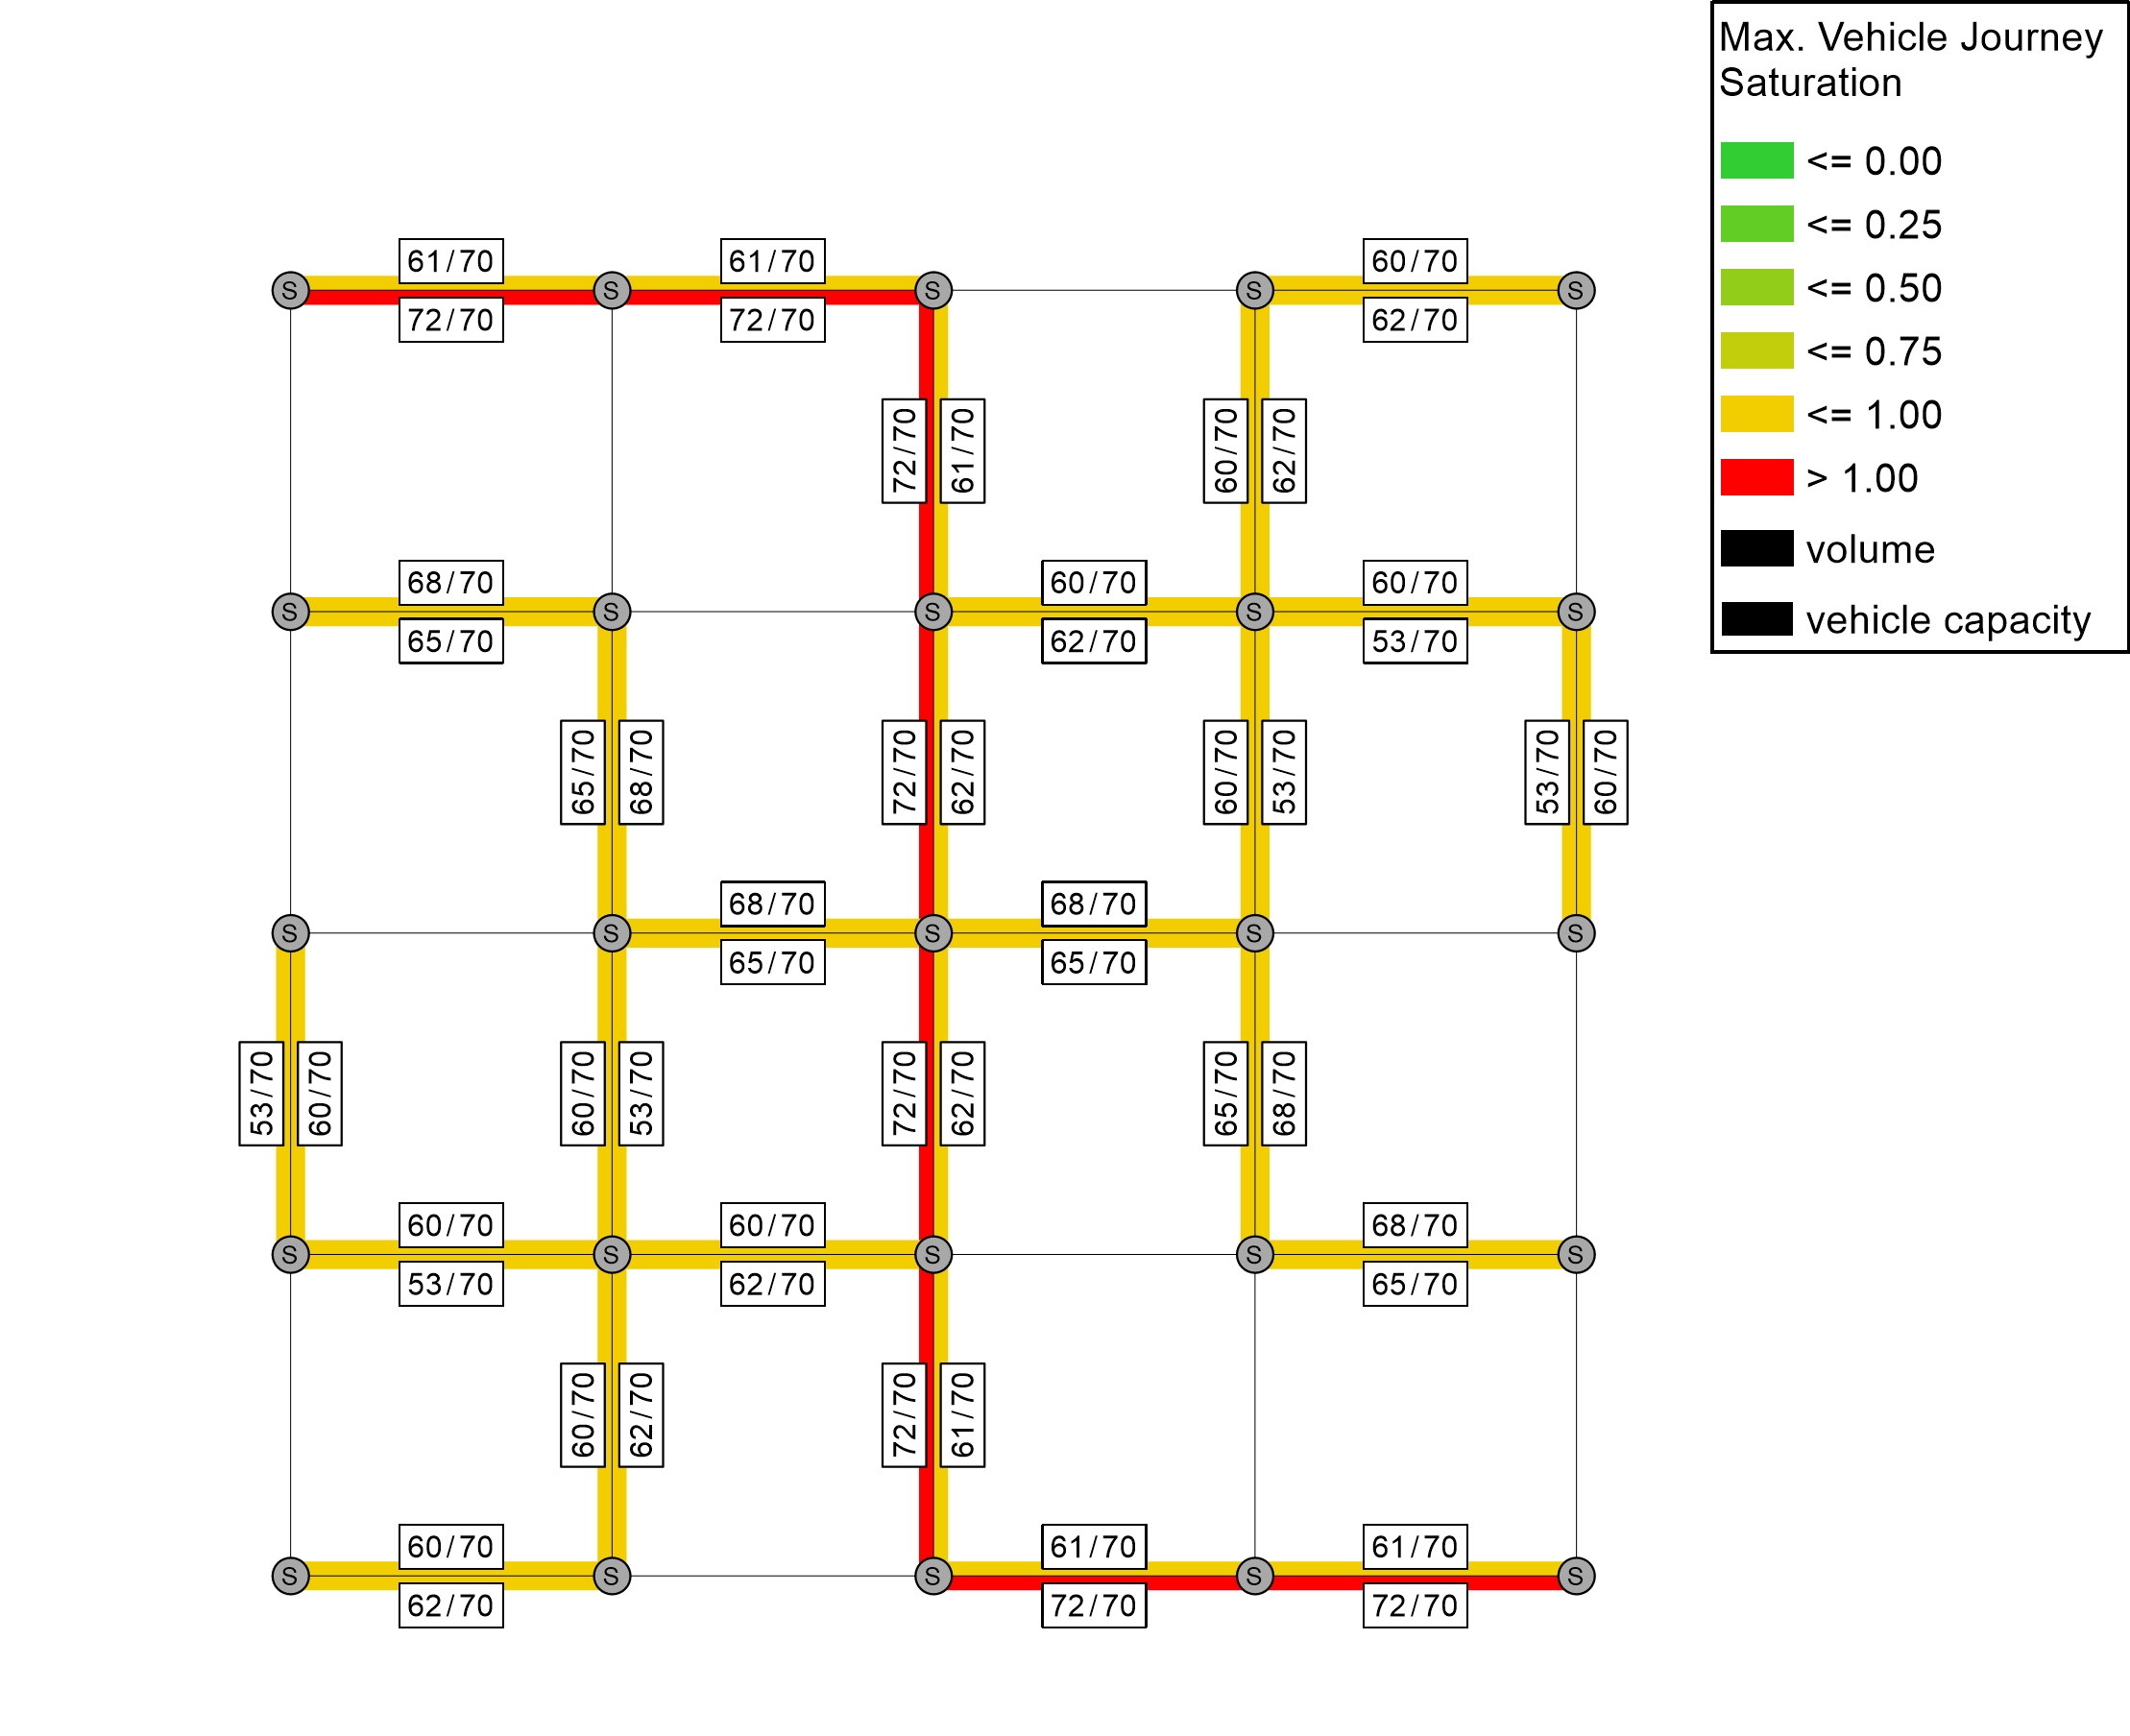 Max. Vehicle Journey
Saturation
<= 0.00
<= 0.25
<= 0.50
<= 0.75
<= 1.00
> 1.00
volume
vehicle capacity
61/70 61/70 60/70
S S S S S
72/70 72/70 62/70
72/70 61/70 60/70 62/70
68/70 60/70 60/70
S S S S S
65/70 62/70 53/70
65/70 68/70 72/70 62/70 60/70 53/70 53/70 60/70
68/70 68/70
S S S S S
65/70 65/70
53/70 60/70 60/70 53/70 72/70 62/70 65/70 68/70
60/70 60/70 68/70
S S S S S
53/70 62/70 65/70
60/70 62/70 72/70 61/70
60/70 61/70 61/70
S S S S S
62/70 72/70 72/70